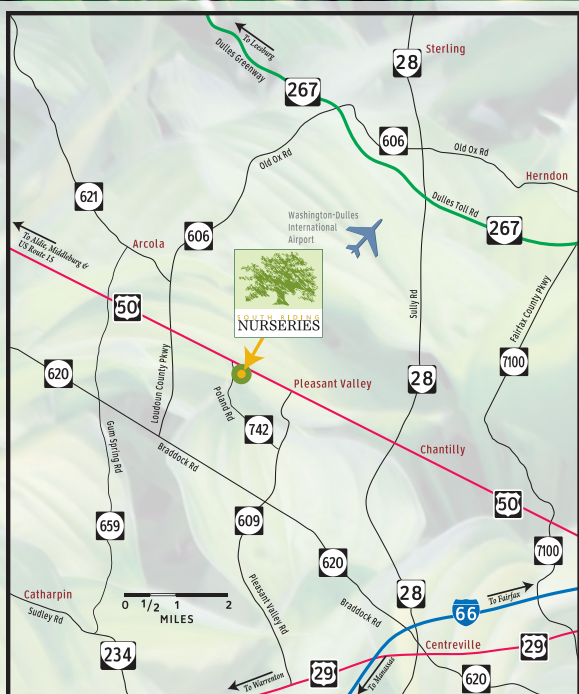 To Leesburg
Dulles Greenway
267
28
Sterling
606
Old Ox Rd
Old Ox Rd
Herndon
Dulles Toll Rd
267
621
606
Washington-Dulles
International
Airport
To Aldie, Middleburg &
US Route 15
Arcola
50
SOUTH RIDING
NURSERIES
Sully Rd
Fairfax County Pkwy
7100
620
Loudoun County Pkwy
Poland Rd
Pleasant Valley
28
742
Gum Spring Rd
Braddock Rd
Chantilly
50
659
609
620
7100
Catharpin
Sudley Rd
0 1/2 1 2
MILES
Pleasant Valley Rd
Braddock Rd
28
66
To Fairfax
234
Centreville
29
29
To Warrenton
To Manassas
620